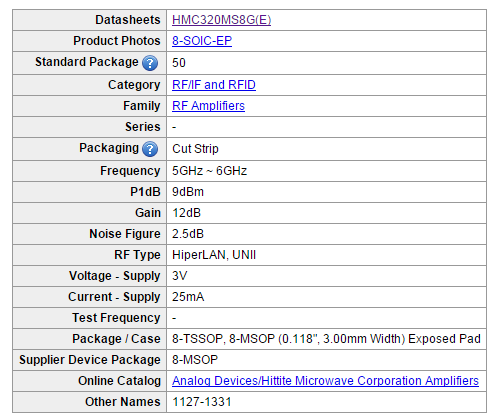 Datasheets HMC320MS8G(E)
Product Photos 8-SOIC-EP
Standard Package ? 50
Category RF/IF and RFID
Family RF Amplifiers
Series -
Packaging ? Cut Strip
Frequency 5GHz ~ 6GHz
P1dB 9dBm
Gain 12dB
Noise Figure 2.5dB
RF Type HiperLAN, UNII
Voltage - Supply 3V
Current - Supply 25mA
Test Frequency -
Package / Case 8-TSSOP, 8-MSOP (0.118", 3.00mm Width) Exposed Pad
Supplier Device Package 8-MSOP
Online Catalog Analog Devices/Hittite Microwave Corporation Amplifiers
Other Names 1127-1331